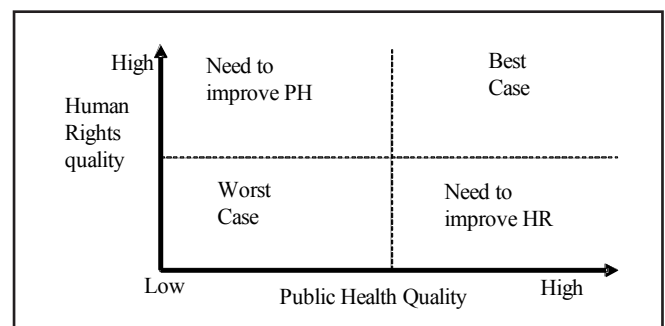 High
Need to
improve PH
Best
Case
Human
Rights
quality
Worst
Case
Need to
improve HR
Low
Public Health Quality
High